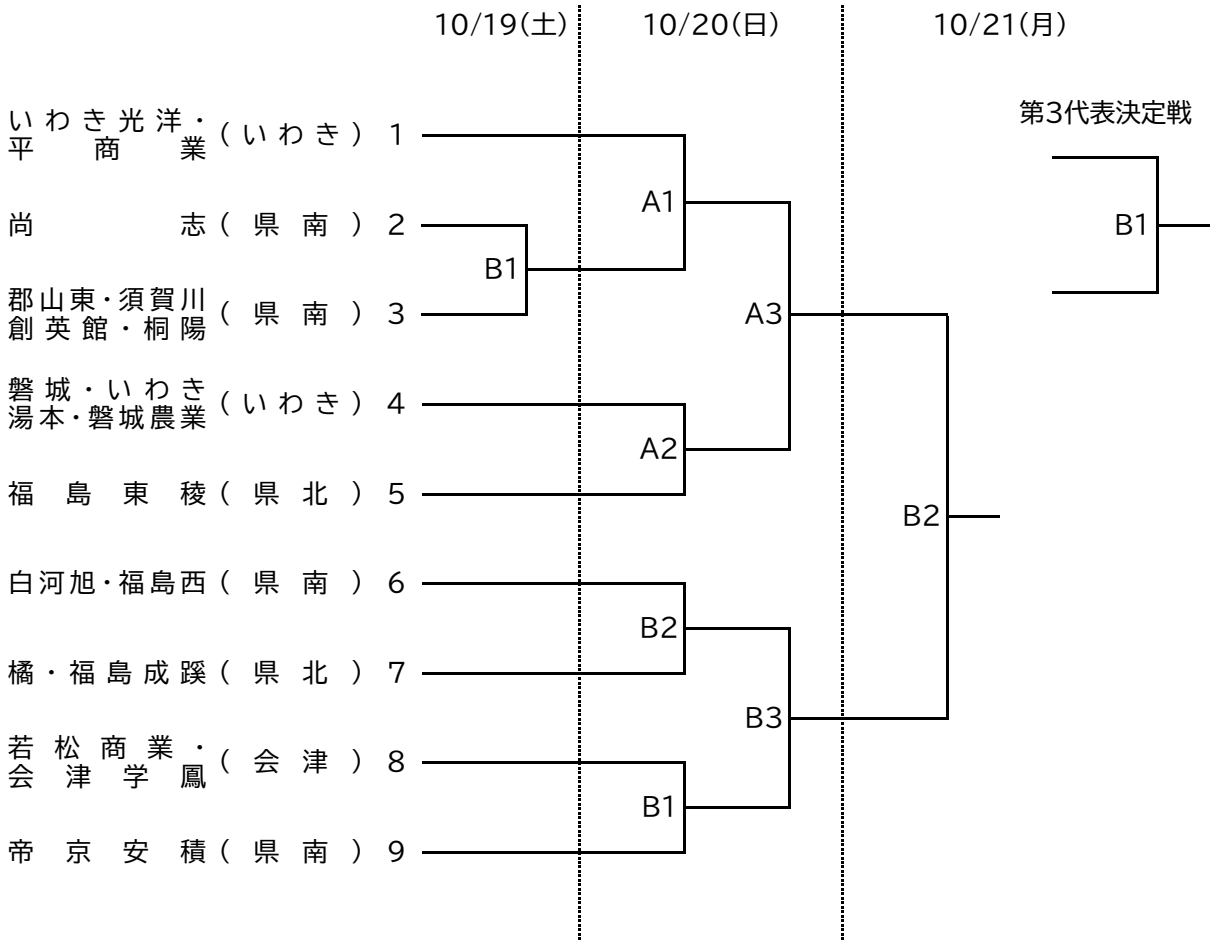 10/19(土) 10/20(日) 10/21(月)
第3代表決定戦
いわき光洋・
平商業
(いわき) 1
A1
尚志(県南) 2
B1
B1
郡山東・須賀川
創英館・桐陽
(県南) 3
A3
磐城・いわき
湯本・磐城農業
(いわき) 4
A2
福島東稜(県北) 5
B2
白河旭・福島西(県南) 6
B2
橘・福島成蹊(県北) 7
B3
若松商業・
会津学鳳
(会津) 8
B1
帝京安積(県南) 9